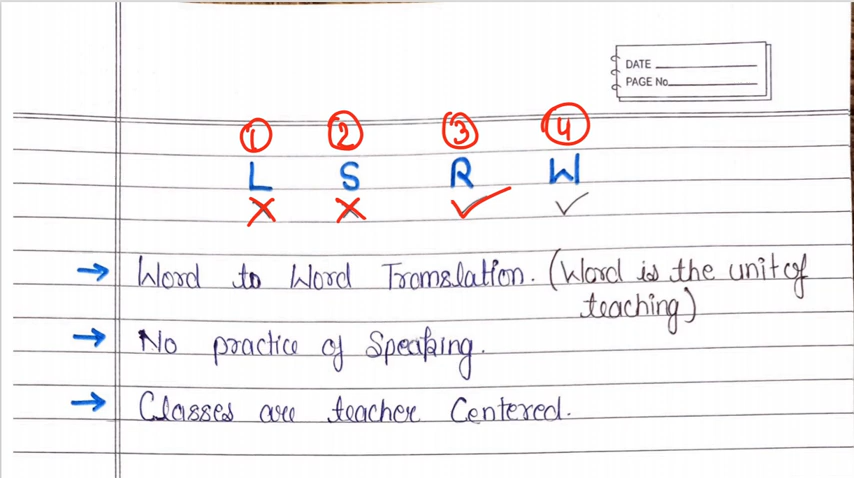 DATE
PAGE No.
1 2 3 4
L S R W
✗ ✗ ✓ ✓
→ Word to Word Translation. (Word is the unit of
teaching)
→ No practice of Speaking.
→ Classes are teacher Centered.